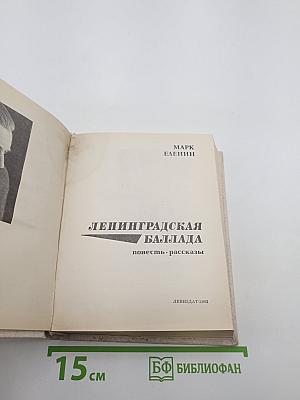 МАРК
ЕЛЕНИН
ЛЕНИНГРАДСКАЯ
БАЛЛАДА
повесть • рассказы
ЛЕНИЗДАТ·1982
15 см
БФ БИБЛИОФАН